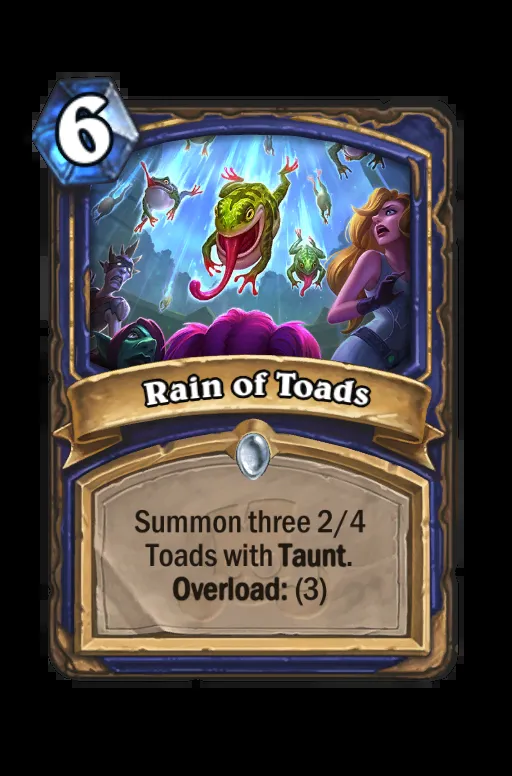 6
Rain of Toads
Summon three 2/4
Toads with Taunt.
Overload: (3)